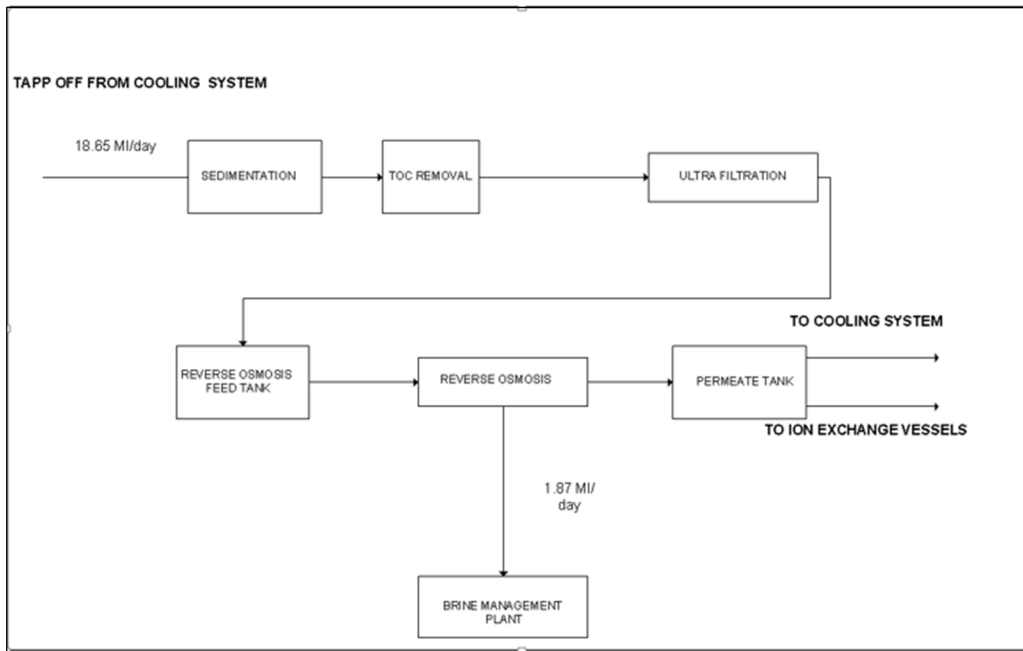 TAPP OFF FROM COOLING SYSTEM
18.65 Ml/day
SEDIMENTATION
TOC REMOVAL
ULTRA FILTRATION
TO COOLING SYSTEM
REVERSE OSMOSIS
FEED TANK
REVERSE OSMOSIS
PERMEATE TANK
TO ION EXCHANGE VESSELS
1.87 Ml/
day
BRINE MANAGEMENT
PLANT